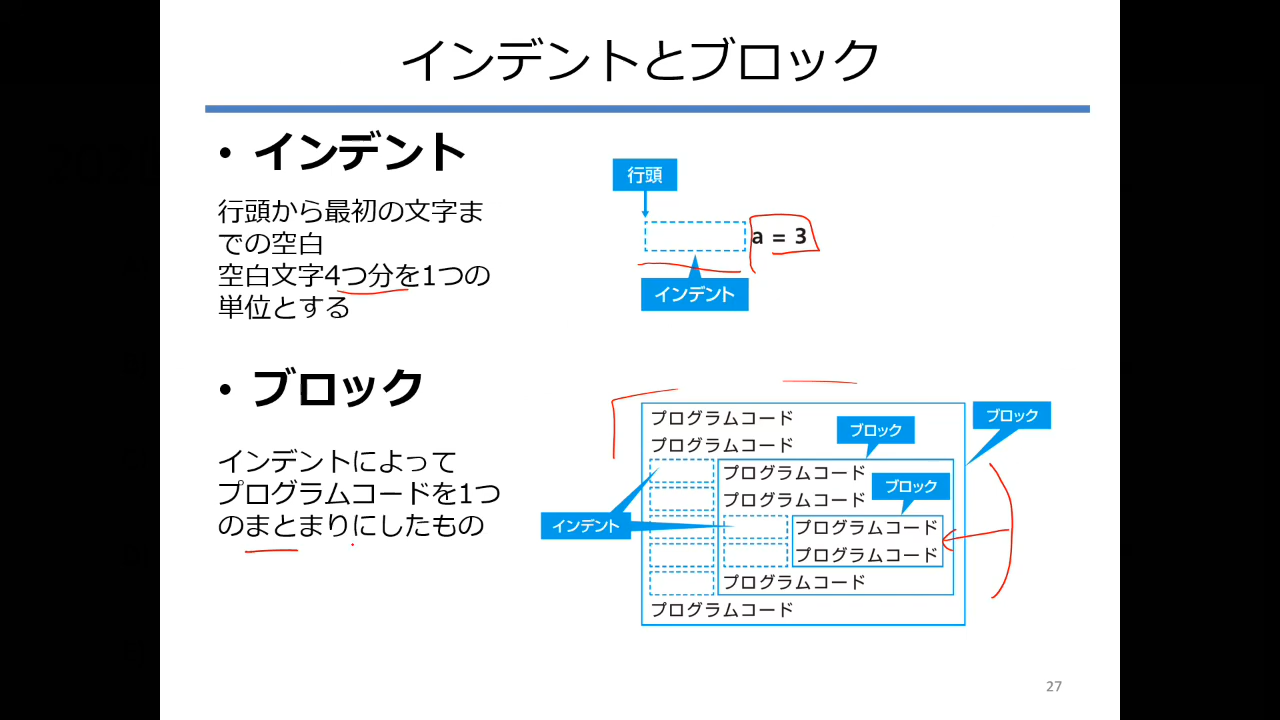 インデントとブロック
• インデント
行頭から最初の文字ま
での空白
空白文字4つ分を1つの
単位とする
行頭
a = 3
インデント
• ブロック
インデントによって
プログラムコードを1つ
のまとまりにしたもの
プログラムコード
ブロック
プログラムコード
ブロック
プログラムコード
ブロック
プログラムコード
インデント
プログラムコード
プログラムコード
プログラムコード
プログラムコード
27